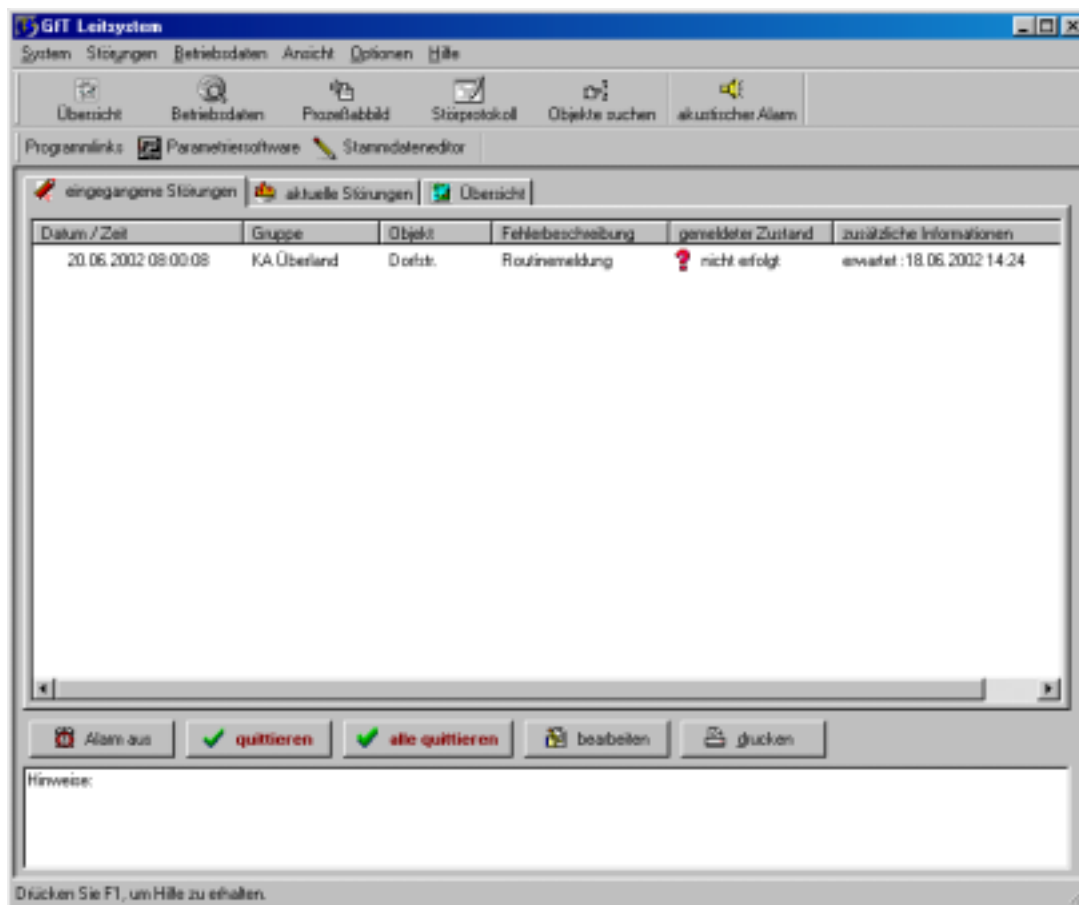 GfT Leitsystem
System Störungen Betriebsdaten Ansicht Optionen Hilfe
Übersicht Betriebsdaten Prozeßabbild Störprotokoll Objekte suchen akustischer Alarm
Programmlinks Parametriersoftware Stammdateneditor
eingegangene Störungen aktuelle Störungen Übersicht
Datum / Zeit Gruppe Objekt Fehlerbeschreibung gemeldeter Zustand zusätzliche Informationen
20.06.2002 08:00:08 KA Überland Dorfstr. Routinemeldung ? nicht erfolgt erwartet :18.06.2002 14:24
Alarm aus quittieren alle quittieren bearbeiten drucken
Hinweise:
Drücken Sie F1, um Hilfe zu erhalten.